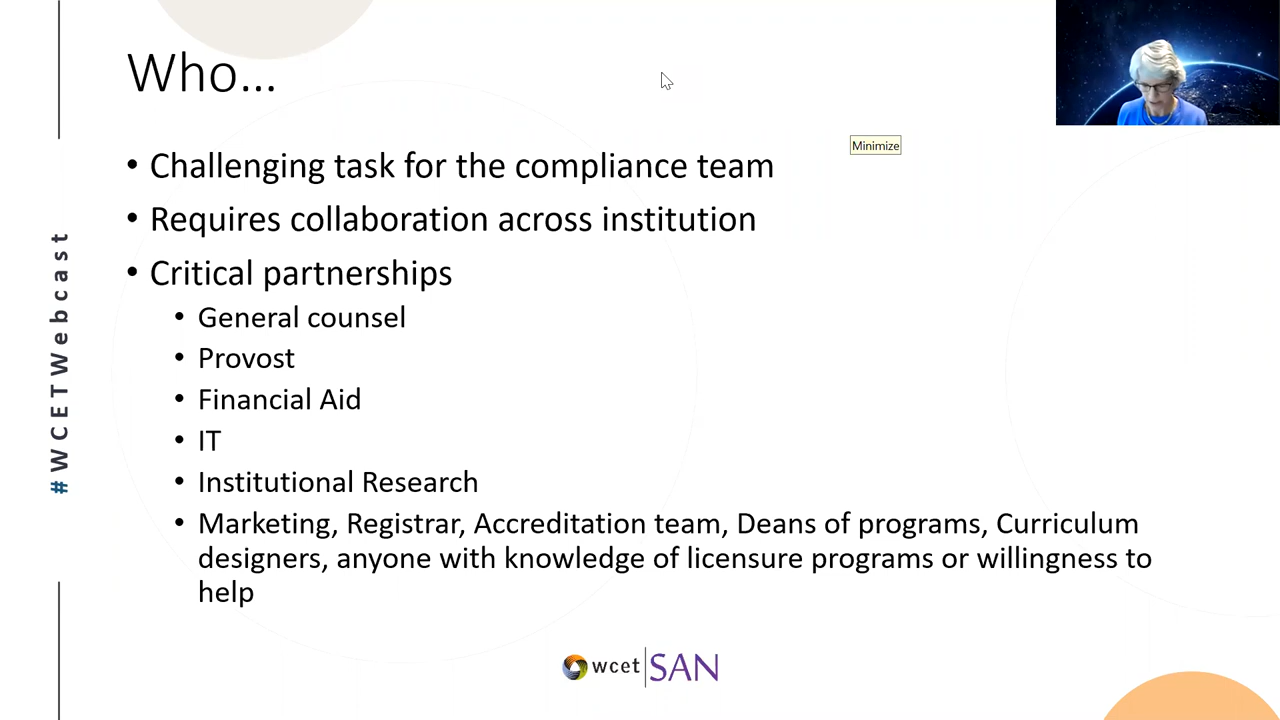 Who...
Minimize
• Challenging task for the compliance team
• Requires collaboration across institution
• Critical partnerships
• General counsel
• Provost
• Financial Aid
• IT
• Institutional Research
• Marketing, Registrar, Accreditation team, Deans of programs, Curriculum
designers, anyone with knowledge of licensure programs or willingness to
help
#WCETWebcast
wcet|SAN